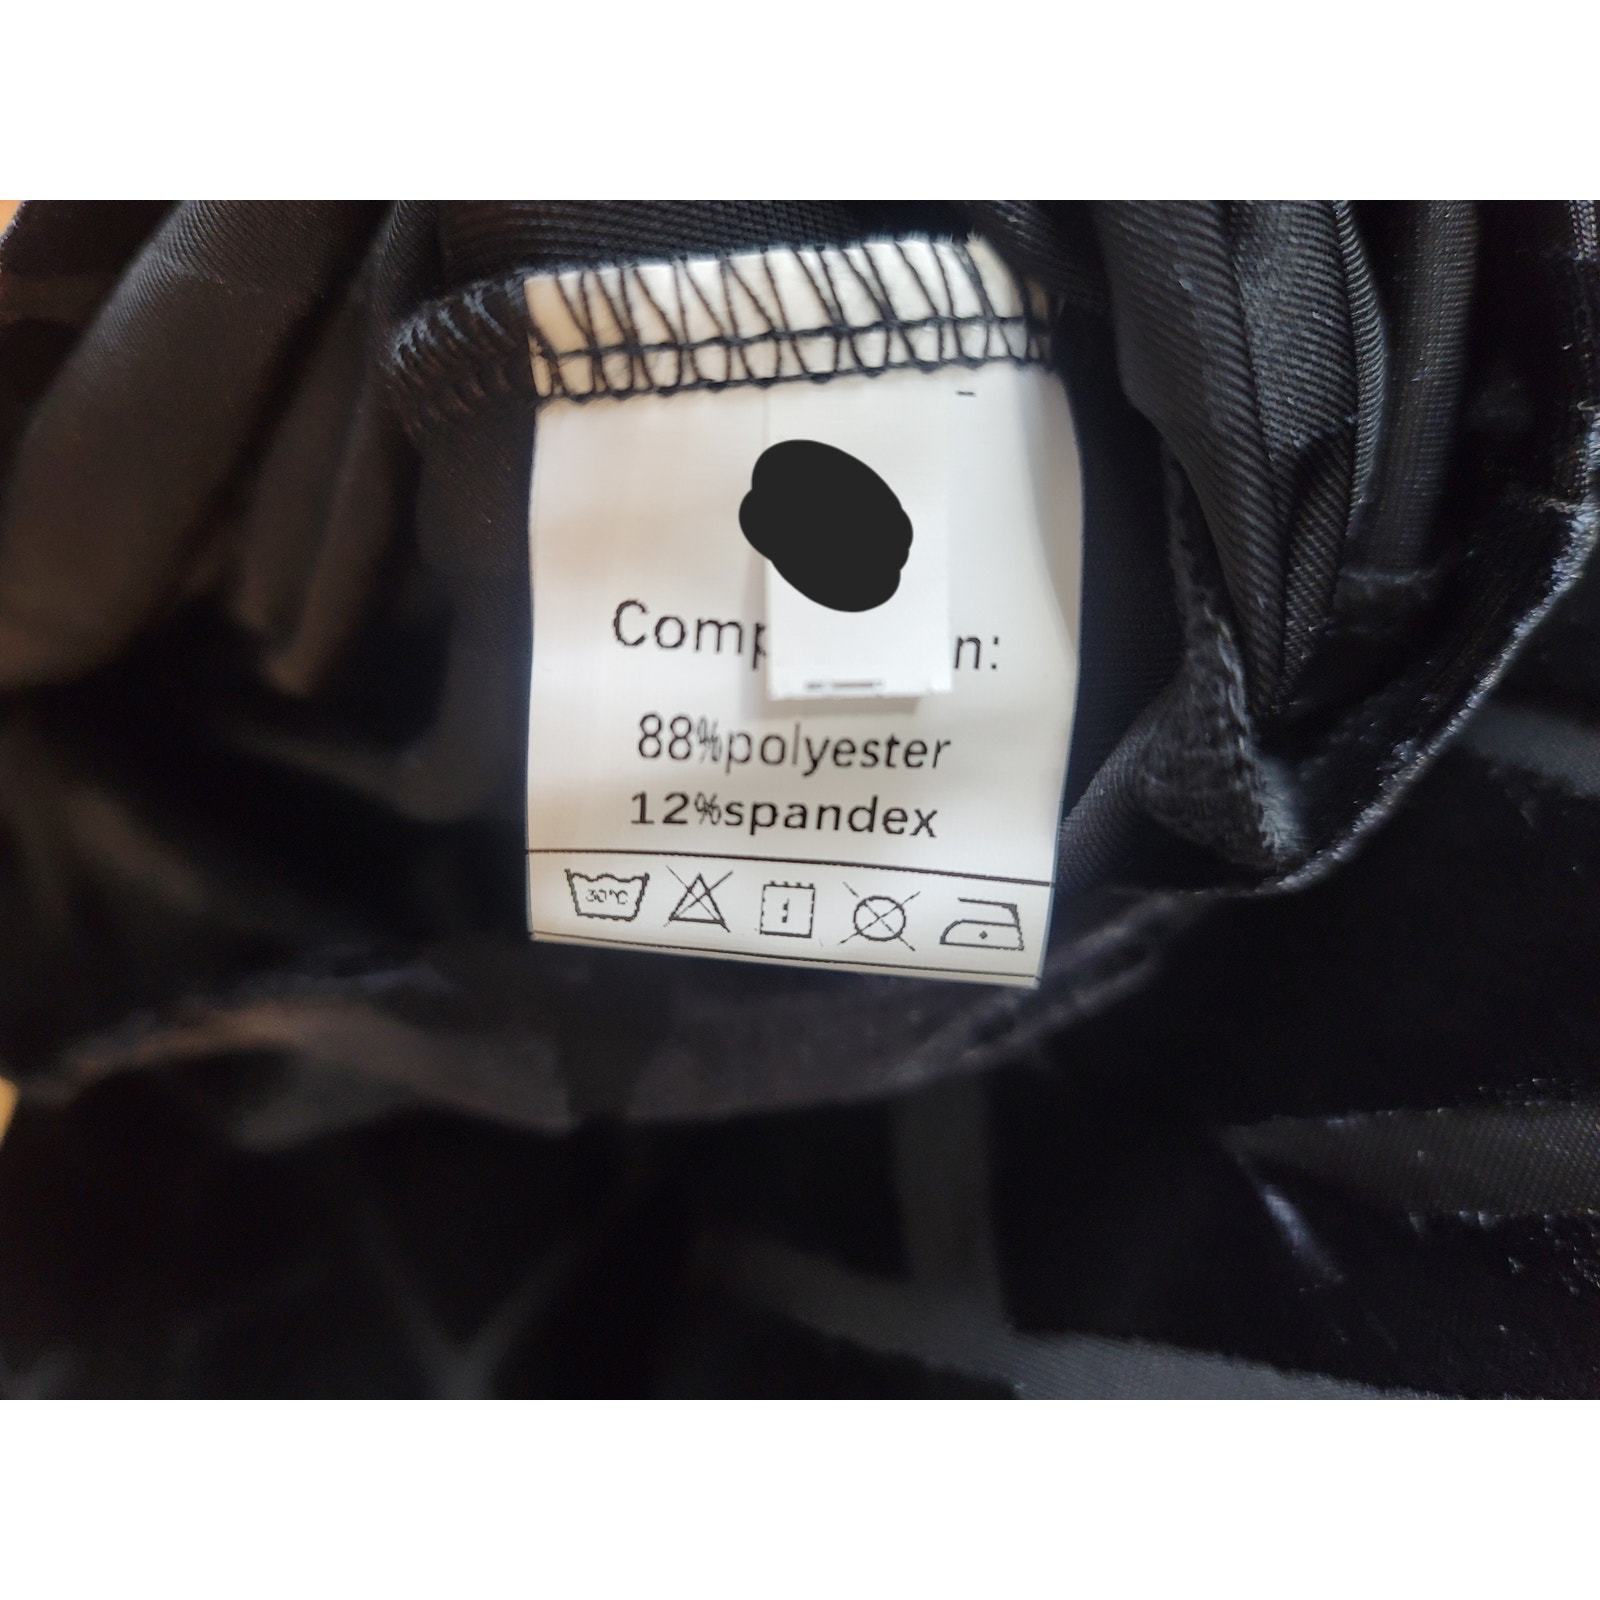 Comp n:
88%polyester
12%spandex
30°C